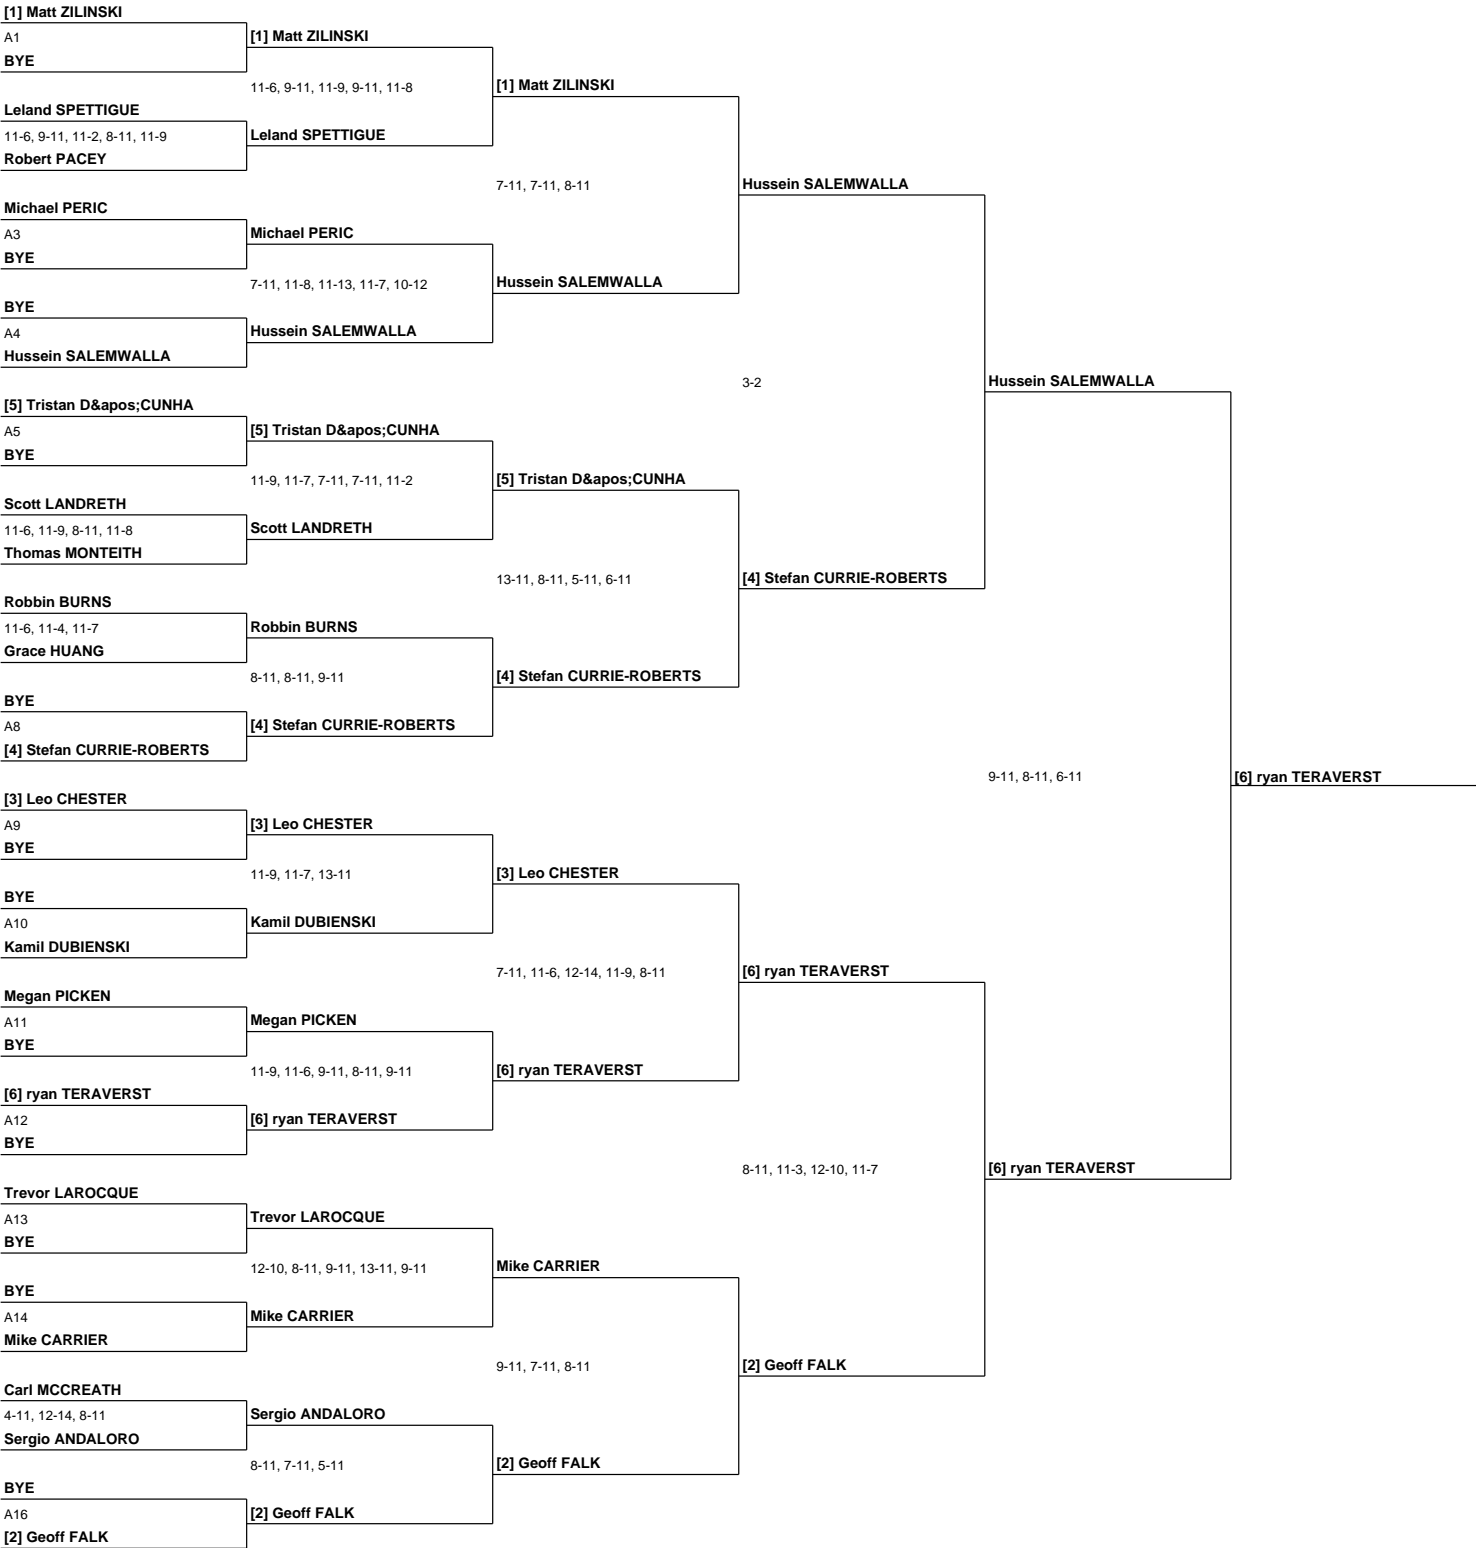 [1] Matt ZILINSKI
A1
BYE
Leland SPETTIGUE
11-6, 9-11, 11-2, 8-11, 11-9
Robert PACEY
Michael PERIC
A3
BYE
BYE
A4
Hussein SALEMWALLA
[5] Tristan D&apos;CUNHA
A5
BYE
Scott LANDRETH
11-6, 11-9, 8-11, 11-8
Thomas MONTEITH
Robbin BURNS
11-6, 11-4, 11-7
Grace HUANG
BYE
A8
[4] Stefan CURRIE-ROBERTS
[3] Leo CHESTER
A9
BYE
BYE
A10
Kamil DUBIENSKI
Megan PICKEN
A11
BYE
[6] ryan TERAVERST
A12
BYE
Trevor LAROCQUE
A13
BYE
BYE
A14
Mike CARRIER
Carl MCCREATH
4-11, 12-14, 8-11
Sergio ANDALORO
BYE
A16
[2] Geoff FALK
[1] Matt ZILINSKI
11-6, 9-11, 11-9, 9-11, 11-8
Leland SPETTIGUE
Michael PERIC
7-11, 11-8, 11-13, 11-7, 10-12
Hussein SALEMWALLA
[5] Tristan D&apos;CUNHA
11-9, 11-7, 7-11, 7-11, 11-2
Scott LANDRETH
Robbin BURNS
8-11, 8-11, 9-11
[4] Stefan CURRIE-ROBERTS
[3] Leo CHESTER
11-9, 11-7, 13-11
Kamil DUBIENSKI
Megan PICKEN
11-9, 11-6, 9-11, 8-11, 9-11
[6] ryan TERAVERST
Trevor LAROCQUE
12-10, 8-11, 9-11, 13-11, 9-11
Mike CARRIER
Sergio ANDALORO
8-11, 7-11, 5-11
[2] Geoff FALK
[1] Matt ZILINSKI
7-11, 7-11, 8-11
Hussein SALEMWALLA
[5] Tristan D&apos;CUNHA
13-11, 8-11, 5-11, 6-11
[4] Stefan CURRIE-ROBERTS
[3] Leo CHESTER
7-11, 11-6, 12-14, 11-9, 8-11
[6] ryan TERAVERST
Mike CARRIER
9-11, 7-11, 8-11
[2] Geoff FALK
Hussein SALEMWALLA
3-2
[4] Stefan CURRIE-ROBERTS
[6] ryan TERAVERST
8-11, 11-3, 12-10, 11-7
[2] Geoff FALK
Hussein SALEMWALLA
9-11, 8-11, 6-11
[6] ryan TERAVERST
[6] ryan TERAVERST